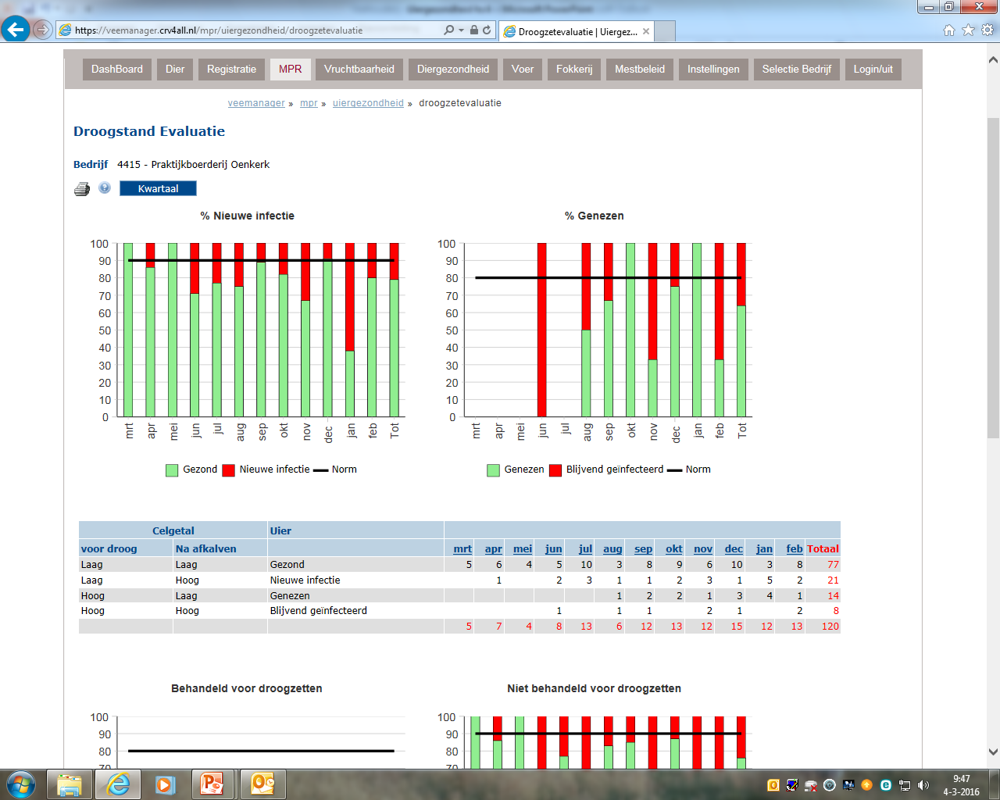 https://veemanager.crv4all.nl/mpr/uiergezondheid/droogzetevaluatie
Droogzetevaluatie | Uiergez...
DashBoard Dier Registratie MPR Vruchtbaarheid Diergezondheid Voer Fokkerij Mestbeleid Instellingen Selectie Bedrijf Login/uit
veemanager » mpr » uiergezondheid » droogzetevaluatie
Droogstand Evaluatie
Bedrijf 4415 - Praktijkboerderij Oenkerk
Kwartaal
% Nieuwe infectie
100
90
80
70
60
50
40
30
20
10
0
mrt apr mei jun jul aug sep okt nov dec jan feb Tot
Gezond Nieuwe infectie Norm
% Genezen
100
90
80
70
60
50
40
30
20
10
0
mrt apr mei jun jul aug sep okt nov dec jan feb Tot
Genezen Blijvend geïnfecteerd Norm
Celgetal Uier
voor droog Na afkalven mrt apr mei jun jul aug sep okt nov dec jan feb Totaal
Laag Laag Gezond 5 6 4 5 10 3 8 9 6 10 3 8 77
Laag Hoog Nieuwe infectie 1 2 3 1 1 2 3 1 5 2 21
Hoog Laag Genezen 1 2 2 1 3 4 1 14
Hoog Hoog Blijvend geïnfecteerd 1 1 1 2 1 2 8
5 7 4 8 13 6 12 13 12 15 12 13 120
Behandeld voor droogzetten
100
90
80
70
Niet behandeld voor droogzetten
100
90
80
70
9:47
4-3-2016